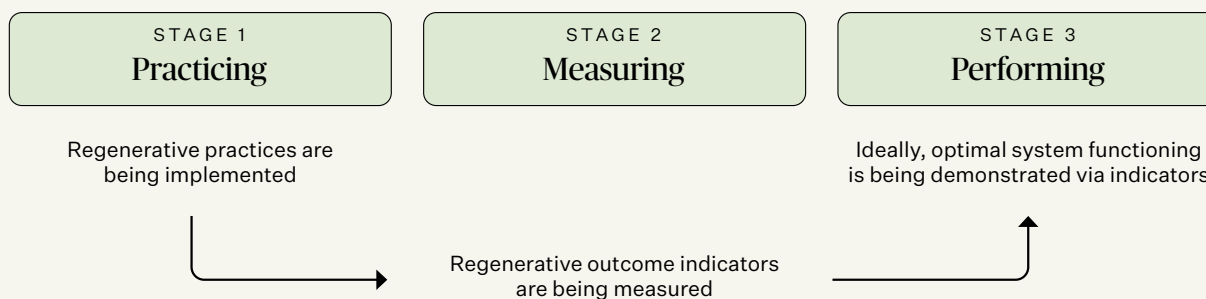 STAGE 1
Practicing
STAGE 2
Measuring
STAGE 3
Performing
Regenerative practices are
being implemented
Ideally, optimal system functioning
is being demonstrated via indicators
Regenerative outcome indicators
are being measured